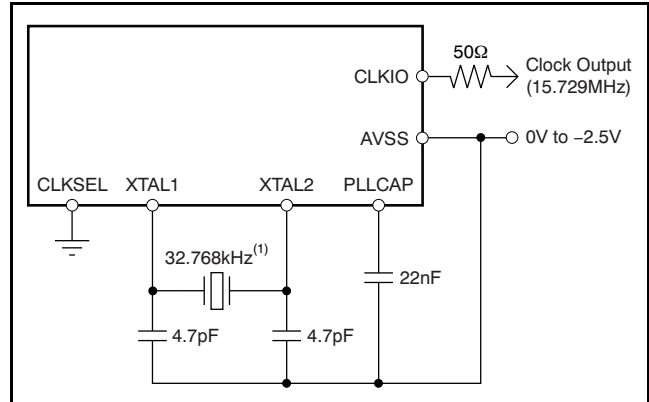 50Ω
CLKIO
Clock Output
(15.729MHz)
AVSS
0V to −2.5V
CLKSEL XTAL1 XTAL2 PLLCAP
32.768kHz(1)
22nF
4.7pF 4.7pF